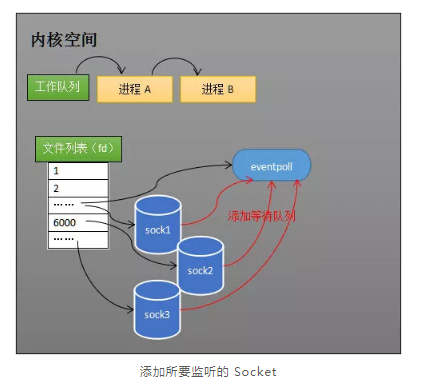 内核空间
工作队列
进程 A
进程 B
文件列表（fd）
1
2
……
6000
……
eventpoll
添加等待队列
sock1
sock2
sock3
添加所要监听的 Socket